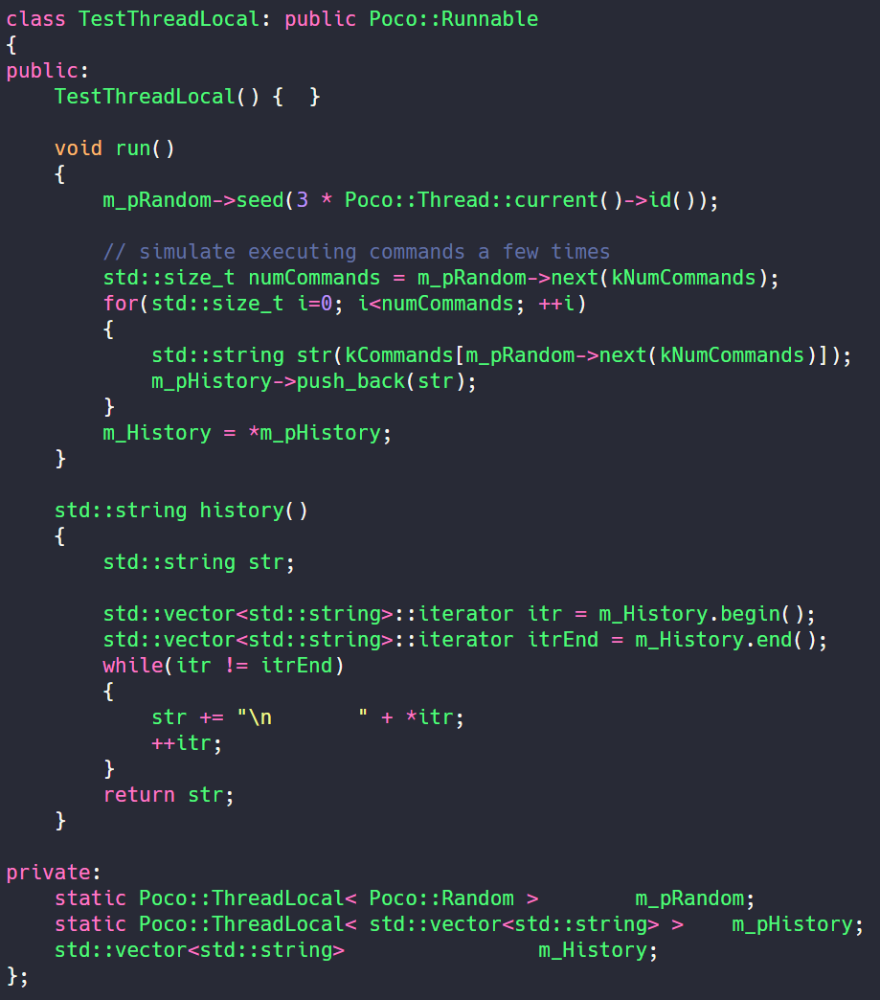 class TestThreadLocal: public Poco::Runnable
{
public:
    TestThreadLocal() {  }

    void run()
    {
        m_pRandom->seed(3 * Poco::Thread::current()->id());

        // simulate executing commands a few times
        std::size_t numCommands = m_pRandom->next(kNumCommands);
        for(std::size_t i=0; i<numCommands; ++i)
        {
            std::string str(kCommands[m_pRandom->next(kNumCommands)]);
            m_pHistory->push_back(str);
        }
        m_History = *m_pHistory;
    }

    std::string history()
    {
        std::string str;

        std::vector<std::string>::iterator itr = m_History.begin();
        std::vector<std::string>::iterator itrEnd = m_History.end();
        while(itr != itrEnd)
        {
            str += "\n       " + *itr;
            ++itr;
        }
        return str;
    }

private:
    static Poco::ThreadLocal< Poco::Random >        m_pRandom;
    static Poco::ThreadLocal< std::vector<std::string> >    m_pHistory;
    std::vector<std::string>                m_History;
};